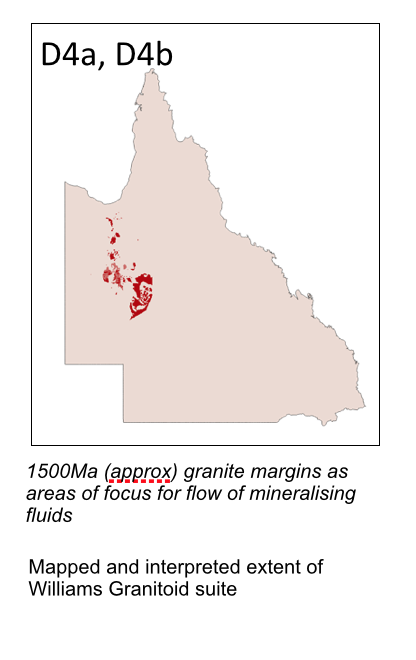 D4a, D4b
1500Ma (approx) granite margins as
areas of focus for flow of mineralising
fluids
Mapped and interpreted extent of
Williams Granitoid suite